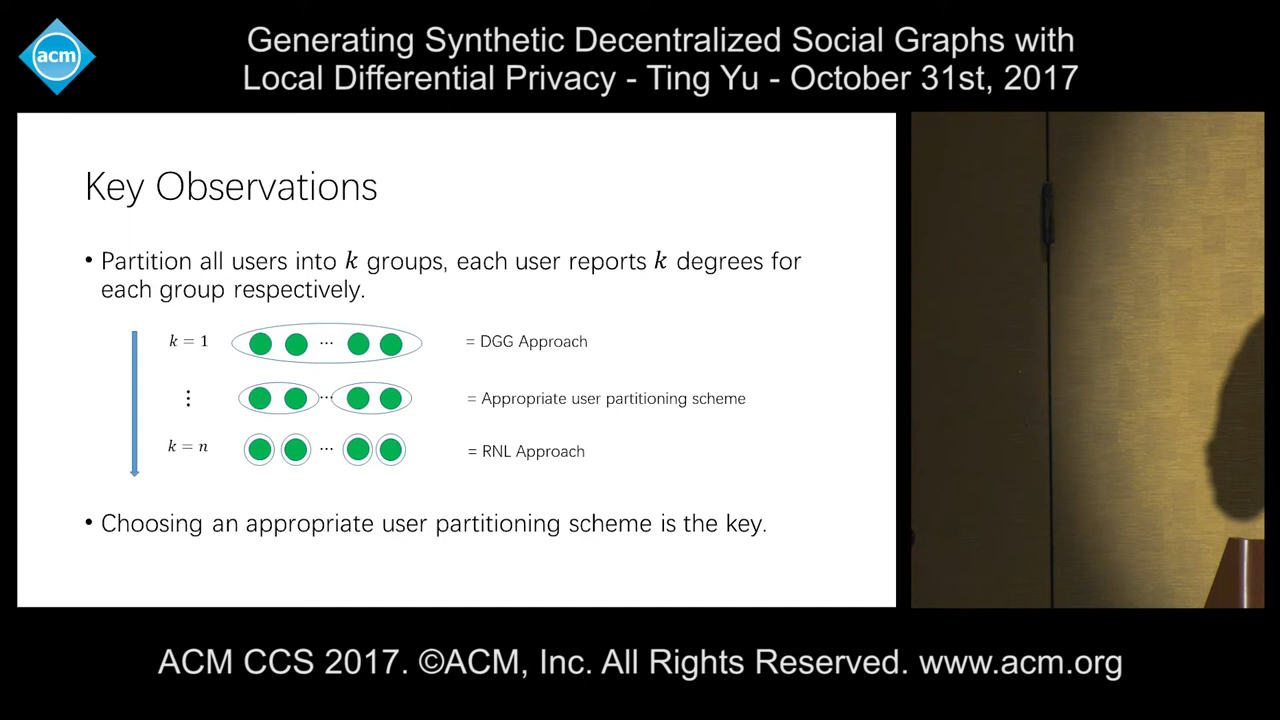 acm
Generating Synthetic Decentralized Social Graphs with
Local Differential Privacy - Ting Yu - October 31st, 2017
Key Observations
• Partition all users into k groups, each user reports k degrees for
each group respectively.
k = 1 ··· = DGG Approach
⋮ ··· = Appropriate user partitioning scheme
k = n ··· = RNL Approach
• Choosing an appropriate user partitioning scheme is the key.
ACM CCS 2017. ©ACM, Inc. All Rights Reserved. www.acm.org